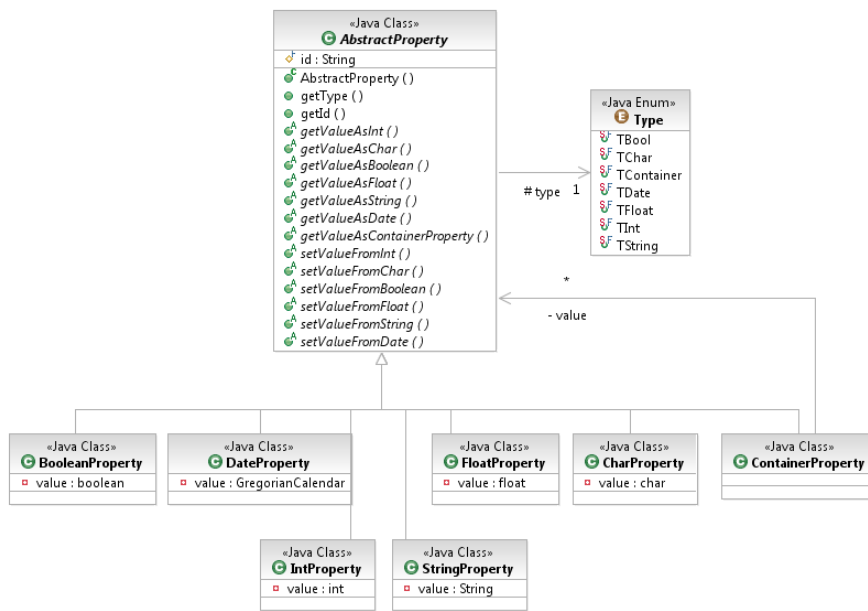 «Java Class»
C AbstractProperty
F id : String
C AbstractProperty ( )
getType ( )
getId ( )
A getValueAsInt ( )
A getValueAsChar ( )
A getValueAsBoolean ( )
A getValueAsFloat ( )
A getValueAsString ( )
A getValueAsDate ( )
A getValueAsContainerProperty ( )
A setValueFromInt ( )
A setValueFromChar ( )
A setValueFromBoolean ( )
A setValueFromFloat ( )
A setValueFromString ( )
A setValueFromDate ( )
# type 1
«Java Enum»
E Type
S F TBool
S F TChar
S F TContainer
S F TDate
S F TFloat
S F TInt
S F TString
*
- value
«Java Class»
C BooleanProperty
value : boolean
«Java Class»
C DateProperty
value : GregorianCalendar
«Java Class»
C FloatProperty
value : float
«Java Class»
C CharProperty
value : char
«Java Class»
C ContainerProperty
«Java Class»
C IntProperty
value : int
«Java Class»
C StringProperty
value : String